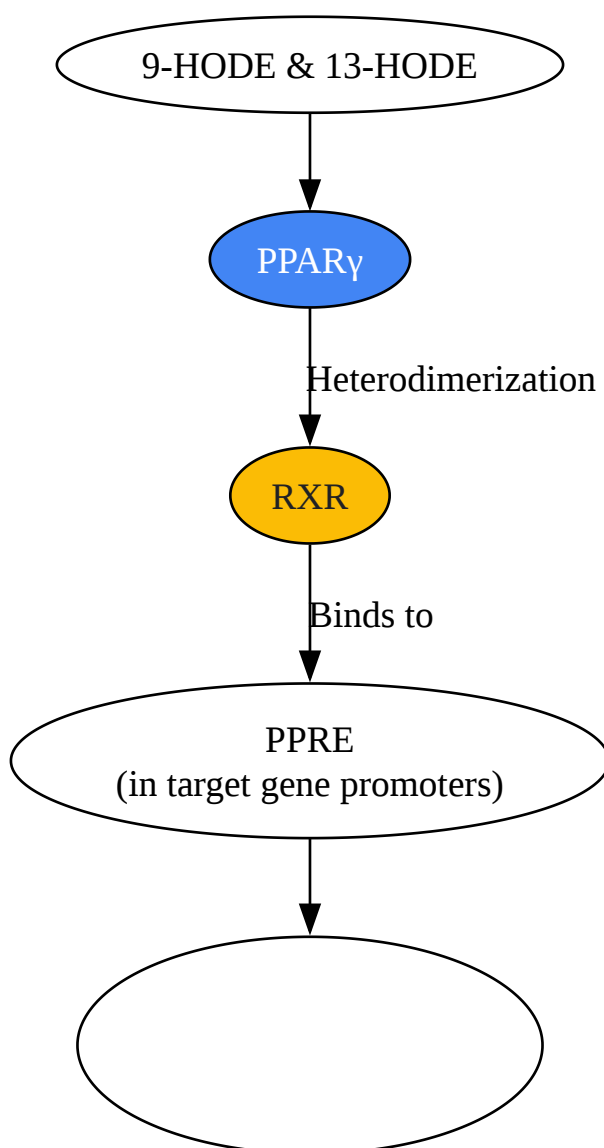 9-HODE & 13-HODE
PPARγ
Heterodimerization
RXR
Binds to
PPRE
(in target gene promoters)